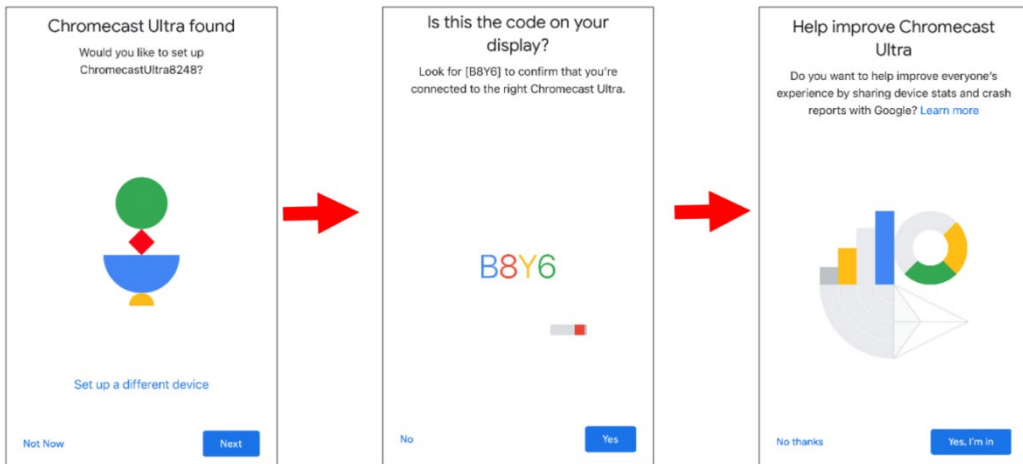 Chromecast Ultra found
Would you like to set up
ChromecastUltra8248?
Set up a different device
Not Now
Next
Is this the code on your
display?
Look for [B8Y6] to confirm that you're
connected to the right Chromecast Ultra.
B8Y6
No
Yes
Help improve Chromecast
Ultra
Do you want to help improve everyone's
experience by sharing device stats and crash
reports with Google? Learn more
No thanks
Yes, I'm in